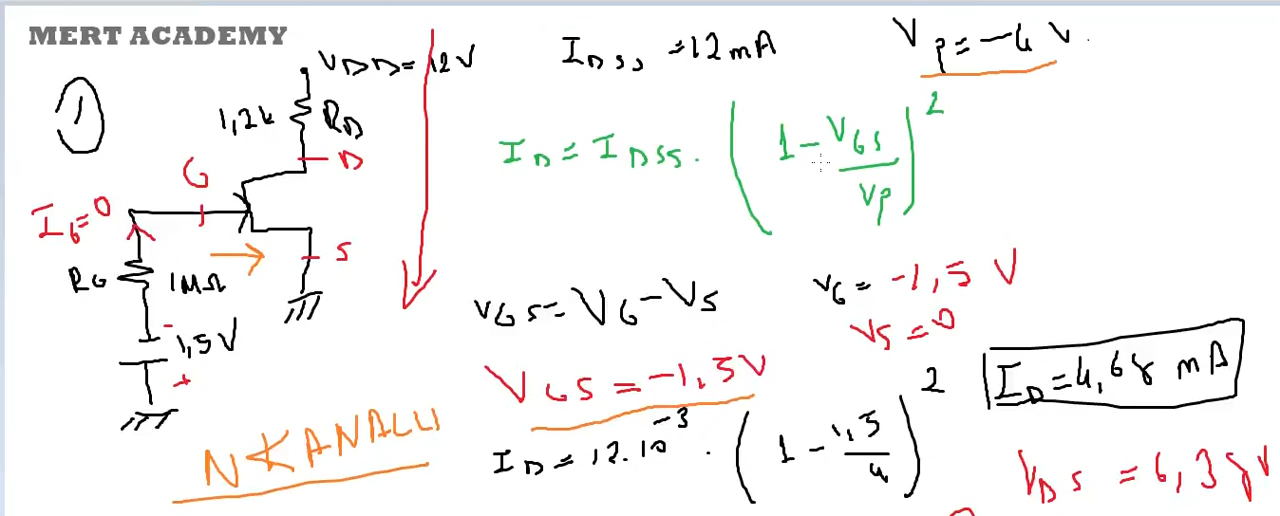 MERT ACADEMY
1
VDD=12V
1,2k RD
D
G
IG=0
S
RG 1MΩ
-
1,5V
+
N KANALLI
IDSS=12mA
VP=-4V
ID=IDSS.(1-VGS/VP)2
VGS=VG-VS
VG=-1,5V
VS=0
VGS=-1,5V
ID=12.10-3.(1-1,5/4)2
ID=4,68 mA
VDS=6,38V